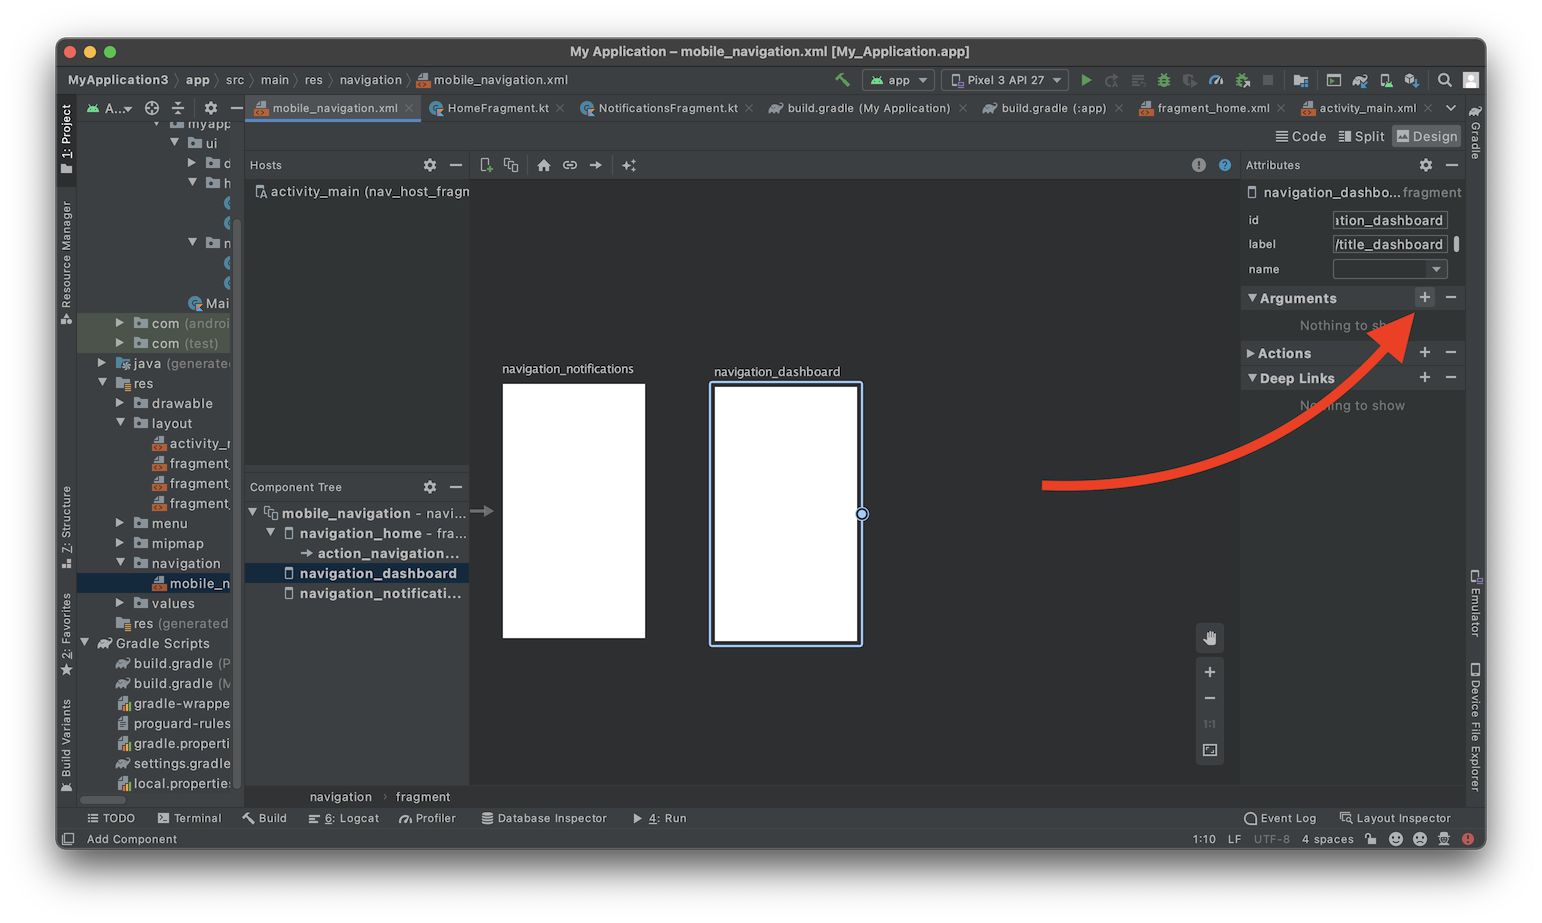 My Application – mobile_navigation.xml [My_Application.app]
MyApplication3 app src main res navigation mobile_navigation.xml
app Pixel 3 API 27
A...
mobile_navigation.xml HomeFragment.kt NotificationsFragment.kt build.gradle (My Application) build.gradle (:app) fragment_home.xml activity_main.xml
Code Split Design
1: Project
Resource Manager
Z: Structure
2: Favorites
Build Variants
myapp
ui
d
h
n
Mai
com (androi
com (test)
java (generate
res
drawable
layout
activity_r
fragment_
fragment_
fragment_
menu
mipmap
navigation
mobile_n
values
res (generated
Gradle Scripts
build.gradle (P
build.gradle (M
gradle-wrappe
proguard-rules
gradle.properti
settings.gradle
local.propertie
Hosts
activity_main (nav_host_fragm
Component Tree
mobile_navigation - navi...
navigation_home - fra...
action_navigation...
navigation_dashboard
navigation_notificati...
navigation_notifications
navigation_dashboard
1:1
Attributes
navigation_dashbo... fragment
id ation_dashboard
label /title_dashboard
name
Arguments
Nothing to sh
Actions
Deep Links
Nothing to show
Gradle
Emulator
Device File Explorer
navigation › fragment
TODO Terminal Build 6: Logcat Profiler Database Inspector 4: Run Event Log Layout Inspector
Add Component 1:10 LF UTF-8 4 spaces